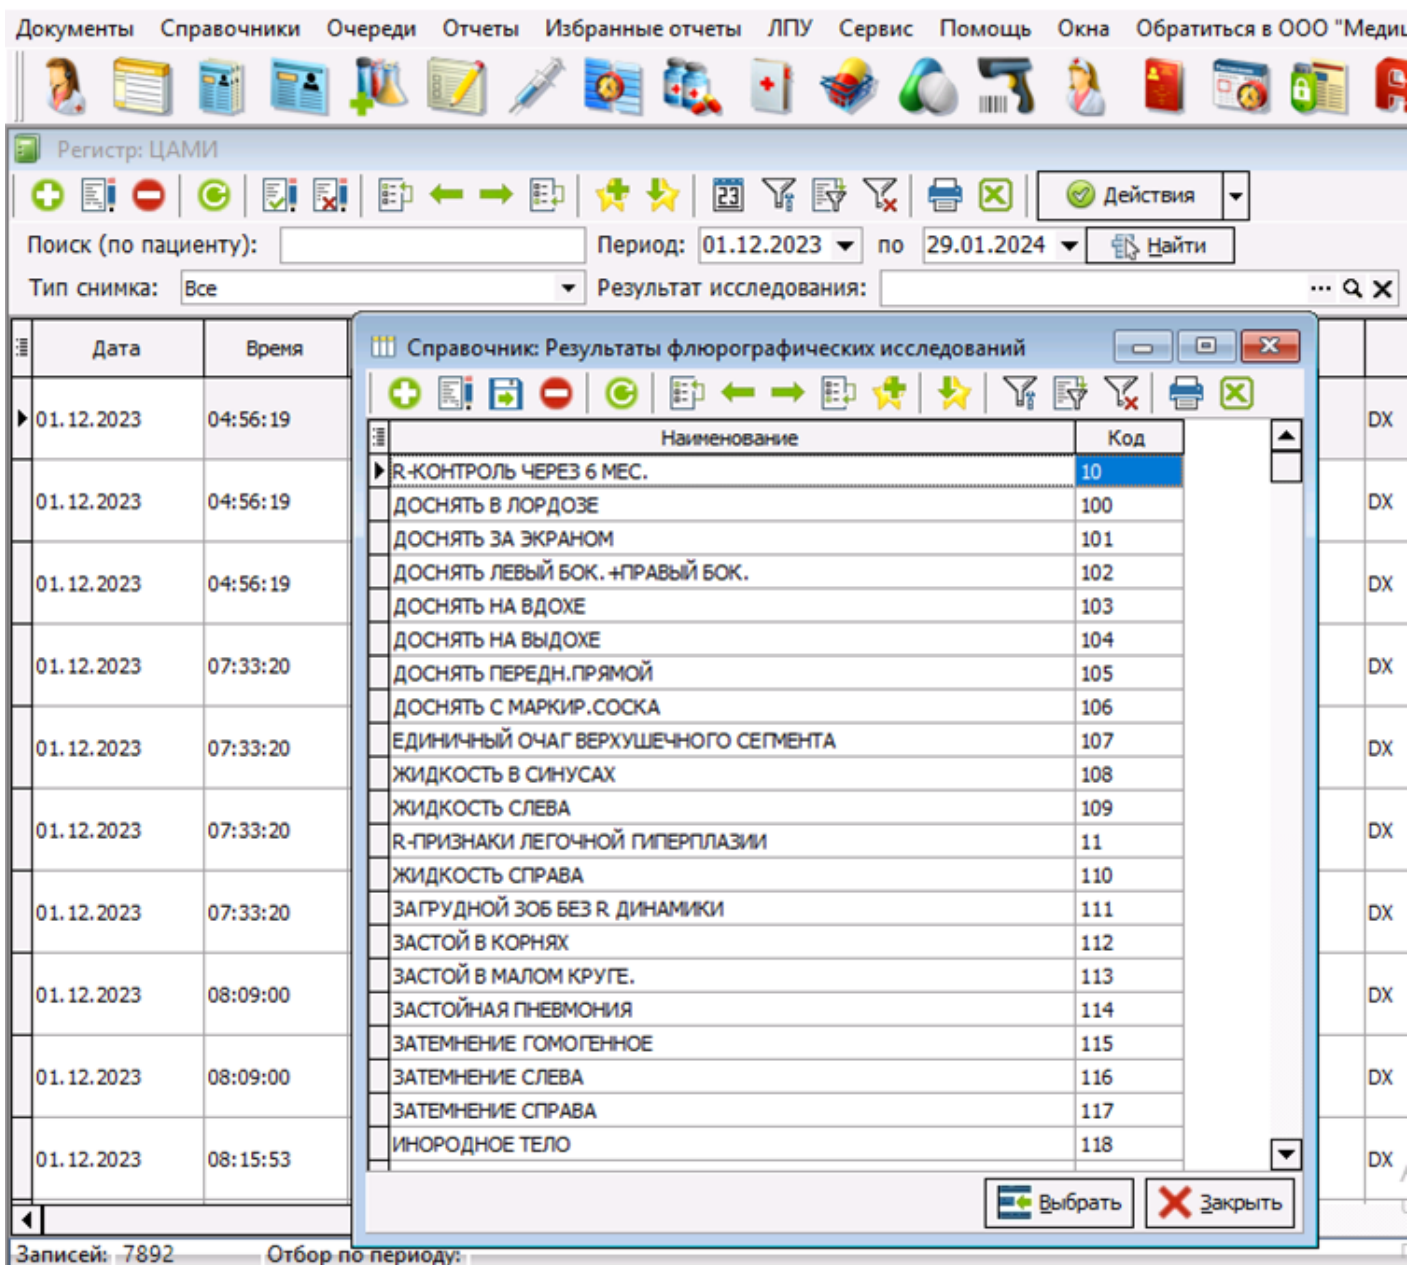 Документы Справочники Очереди Отчеты Избранные отчеты ЛПУ Сервис Помощь Окна Обратиться в ООО "Медиц
Регистр: ЦАМИ
23 Действия
Поиск (по пациенту): Период: 01.12.2023 по 29.01.2024 Найти
Тип снимка: Все Результат исследования: ...
Дата Время
Справочник: Результаты флюрографических исследований
Наименование Код
R-КОНТРОЛЬ ЧЕРЕЗ 6 МЕС. 10
ДОСНЯТЬ В ЛОРДОЗЕ 100
ДОСНЯТЬ ЗА ЭКРАНОМ 101
ДОСНЯТЬ ЛЕВЫЙ БОК.+ПРАВЫЙ БОК. 102
ДОСНЯТЬ НА ВДОХЕ 103
ДОСНЯТЬ НА ВЫДОХЕ 104
ДОСНЯТЬ ПЕРЕДН.ПРЯМОЙ 105
ДОСНЯТЬ С МАРКИР.СОСКА 106
ЕДИНИЧНЫЙ ОЧАГ ВЕРХУШЕЧНОГО СЕГМЕНТА 107
ЖИДКОСТЬ В СИНУСАХ 108
ЖИДКОСТЬ СЛЕВА 109
R-ПРИЗНАКИ ЛЕГОЧНОЙ ГИПЕРПЛАЗИИ 11
ЖИДКОСТЬ СПРАВА 110
ЗАГРУДНОЙ ЗОБ БЕЗ R ДИНАМИКИ 111
ЗАСТОЙ В КОРНЯХ 112
ЗАСТОЙ В МАЛОМ КРУГЕ. 113
ЗАСТОЙНАЯ ПНЕВМОНИЯ 114
ЗАТЕМНЕНИЕ ГОМОГЕННОЕ 115
ЗАТЕМНЕНИЕ СЛЕВА 116
ЗАТЕМНЕНИЕ СПРАВА 117
ИНОРОДНОЕ ТЕЛО 118
Выбрать Закрыть
01.12.2023 04:56:19 DX
01.12.2023 04:56:19 DX
01.12.2023 04:56:19 DX
01.12.2023 07:33:20 DX
01.12.2023 07:33:20 DX
01.12.2023 07:33:20 DX
01.12.2023 07:33:20 DX
01.12.2023 08:09:00 DX
01.12.2023 08:09:00 DX
01.12.2023 08:15:53 DX
Записей: 7892 Отбор по периоду: